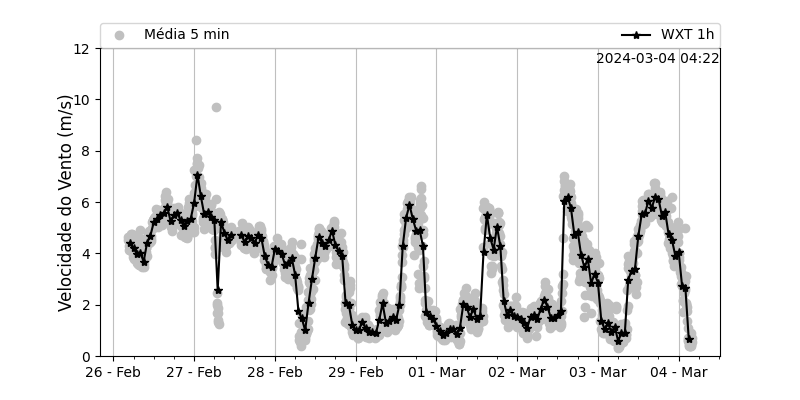 Média 5 min
WXT 1h
2024-03-04 04:22
Velocidade do Vento (m/s)
12
10
8
6
4
2
0
26 - Feb
27 - Feb
28 - Feb
29 - Feb
01 - Mar
02 - Mar
03 - Mar
04 - Mar